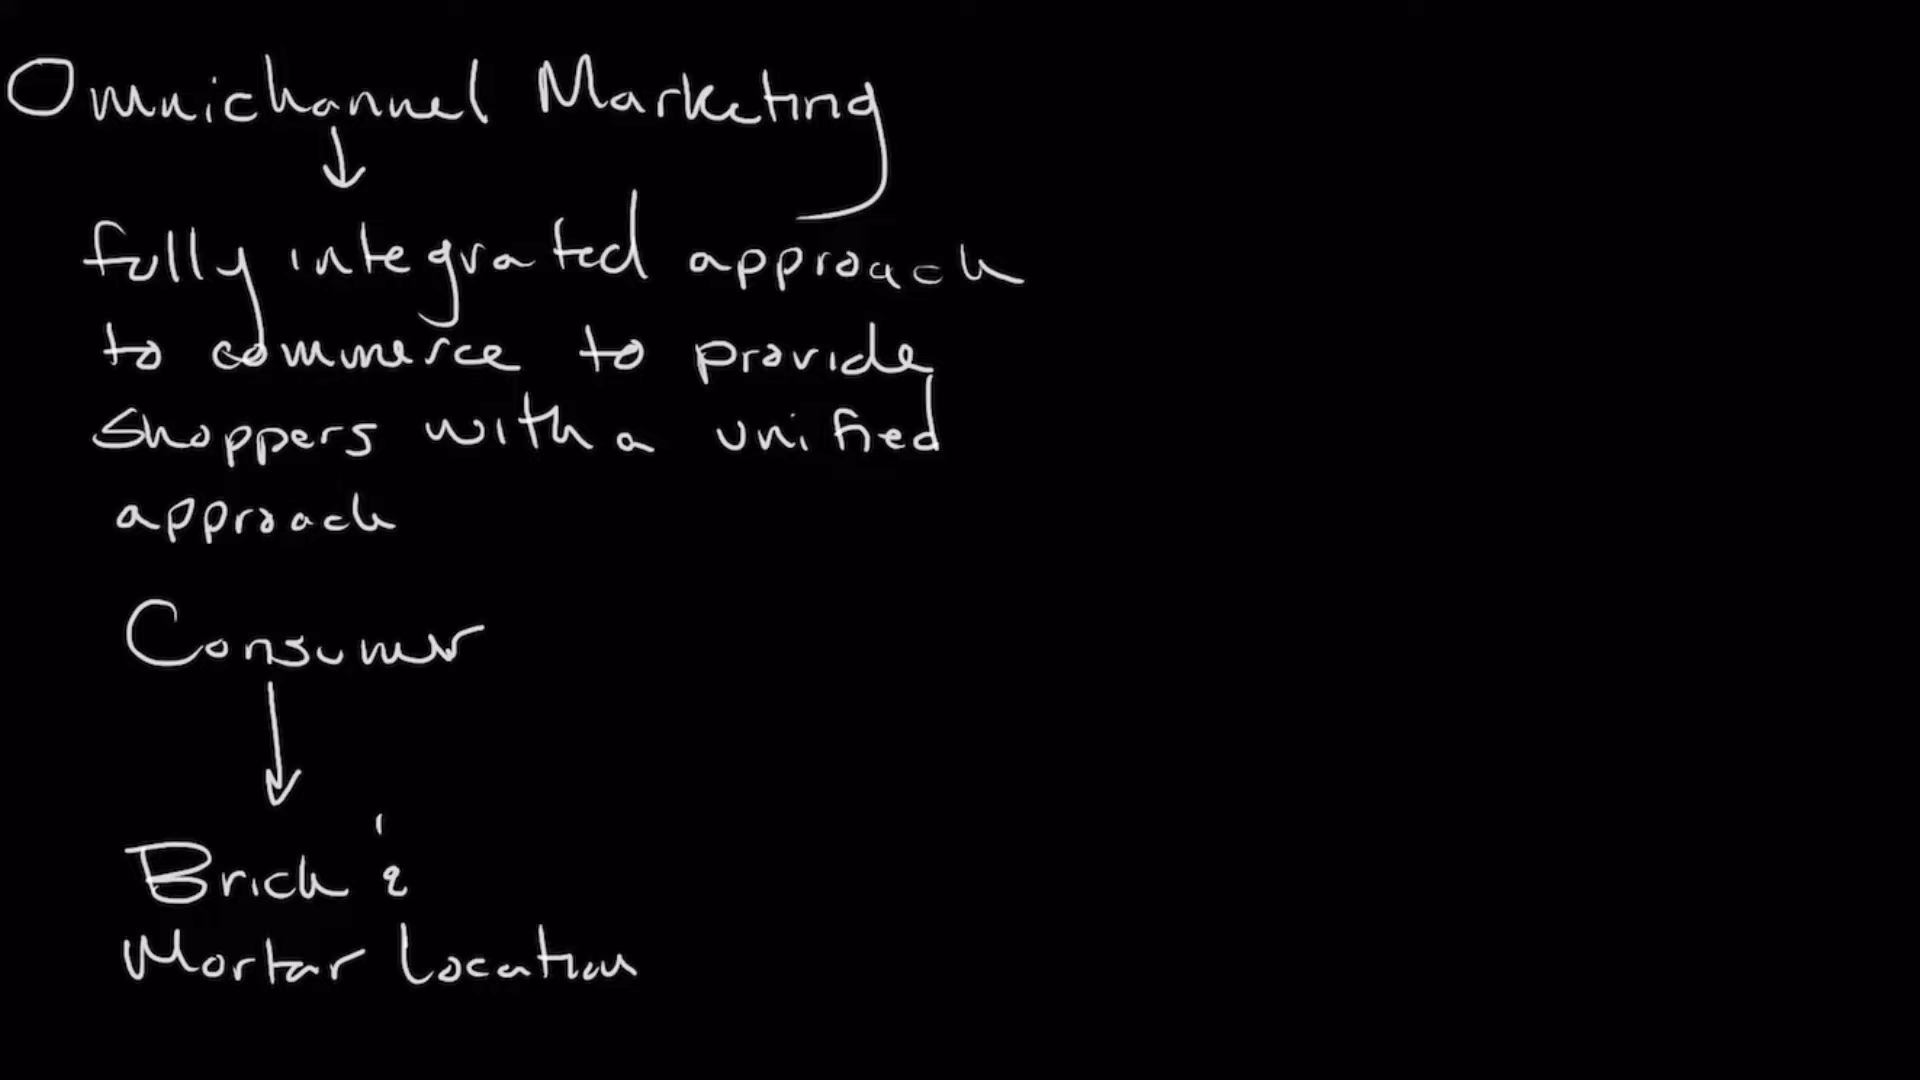 Omnichannel Marketing
fully integrated approach
to commerce to provide
shoppers with a unified
approach
Consumer
Brick &
Mortar Location